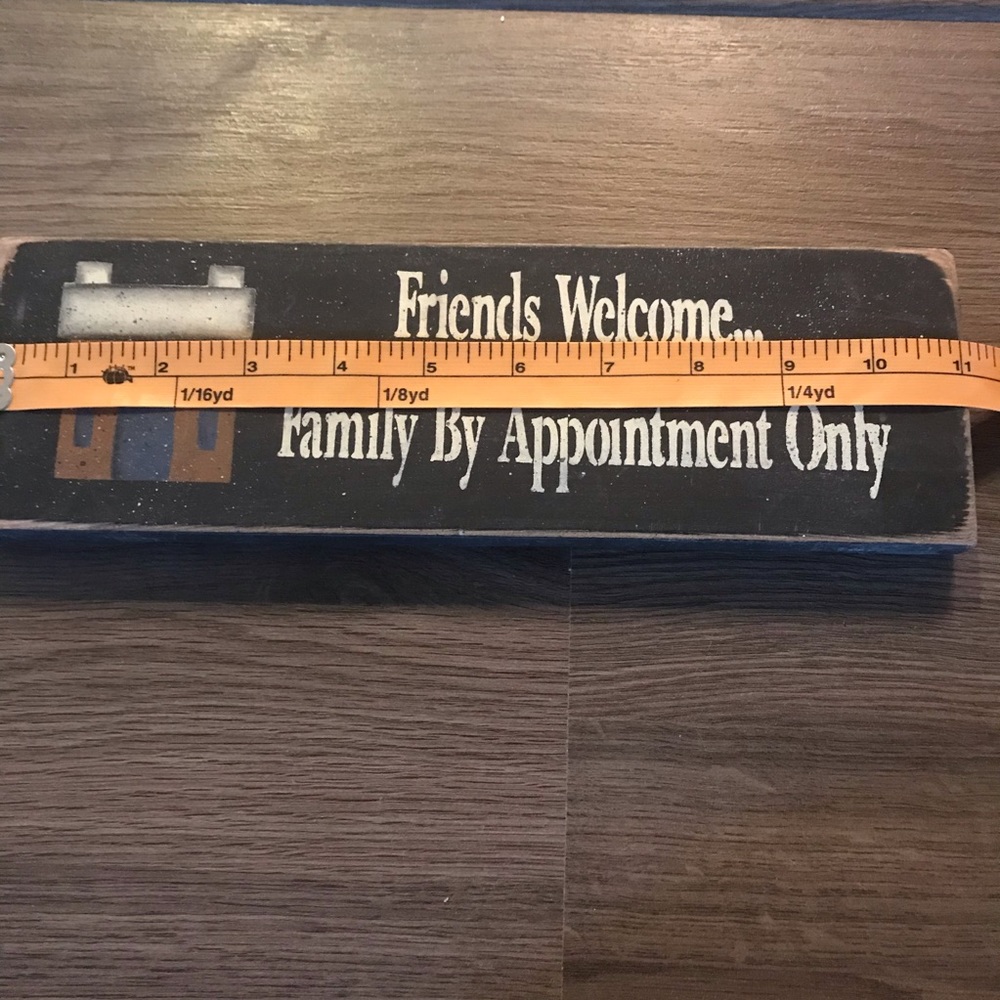 Friends Welcome...
1 2 3 4 5 6 7 8 9 10 11
1/16yd 1/8yd 1/4yd
Family By Appointment Only